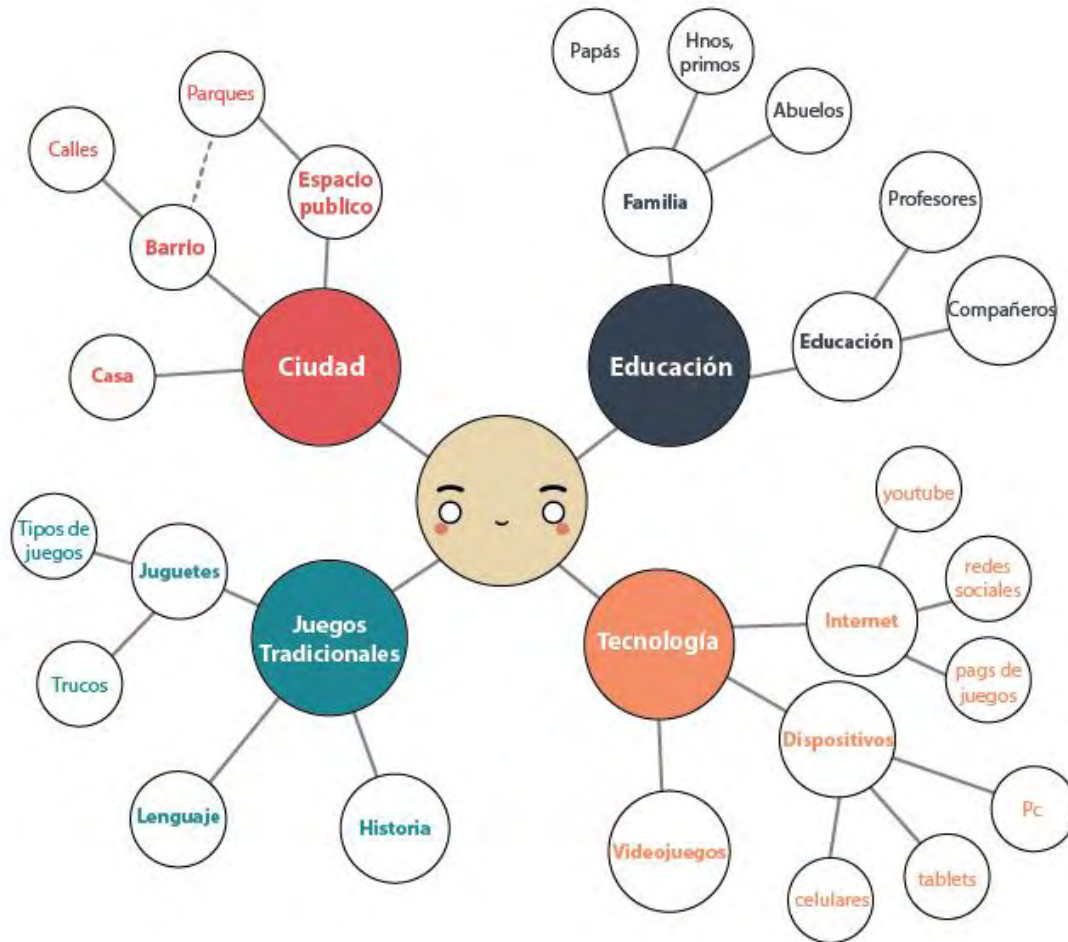 Parques
Calles
Espacio
publico
Barrio
Casa
Ciudad
Papás
Hnos,
primos
Abuelos
Familia
Profesores
Compañeros
Educación
Educación
Tipos de
juegos
Juguetes
Trucos
Juegos
Tradicionales
Lenguaje
Historia
Tecnología
youtube
redes
sociales
Internet
pags de
juegos
Dispositivos
Pc
tablets
celulares
Videojuegos